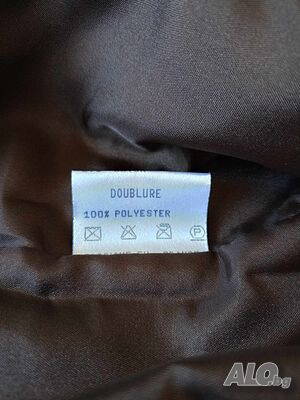 DOUBLURE
100% POLYESTER
P
ALO.bg